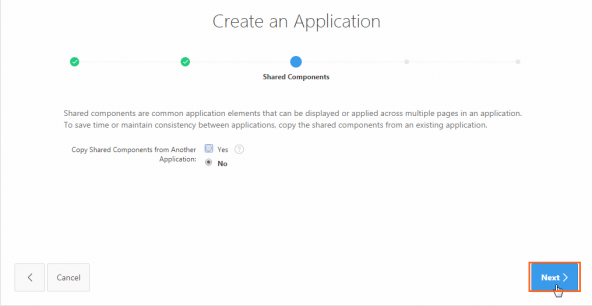 Create an Application
Shared Components
Shared components are common application elements that can be displayed or applied across multiple pages in an application.
To save time or maintain consistency between applications, copy the shared components from an existing application.
Copy Shared Components from Another
Application:
Yes ?
No
Cancel
Next